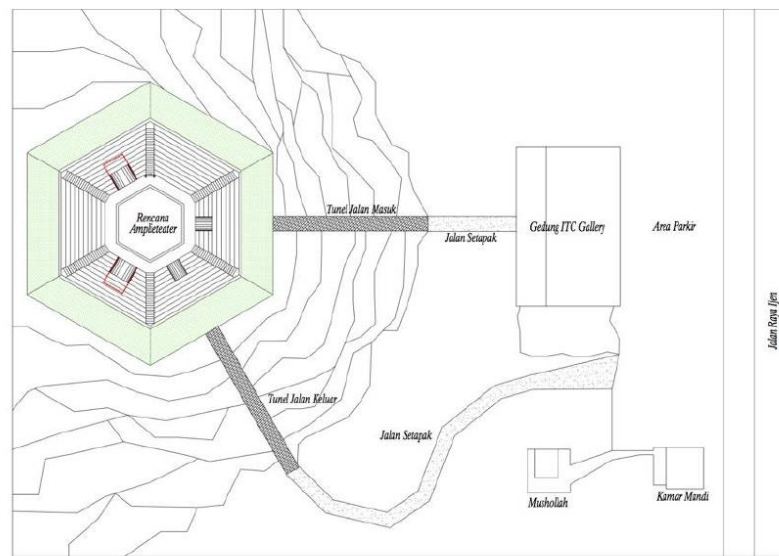 Rencana
Amplieteater
Tunel Jalan Masuk
Jalan Setapak
Gedung ITC Gallery
Area Parkir
Jalan Raya Ijen
Tunel Jalan Keluar
Jalan Setapak
Mushollah
Kamar Mandi